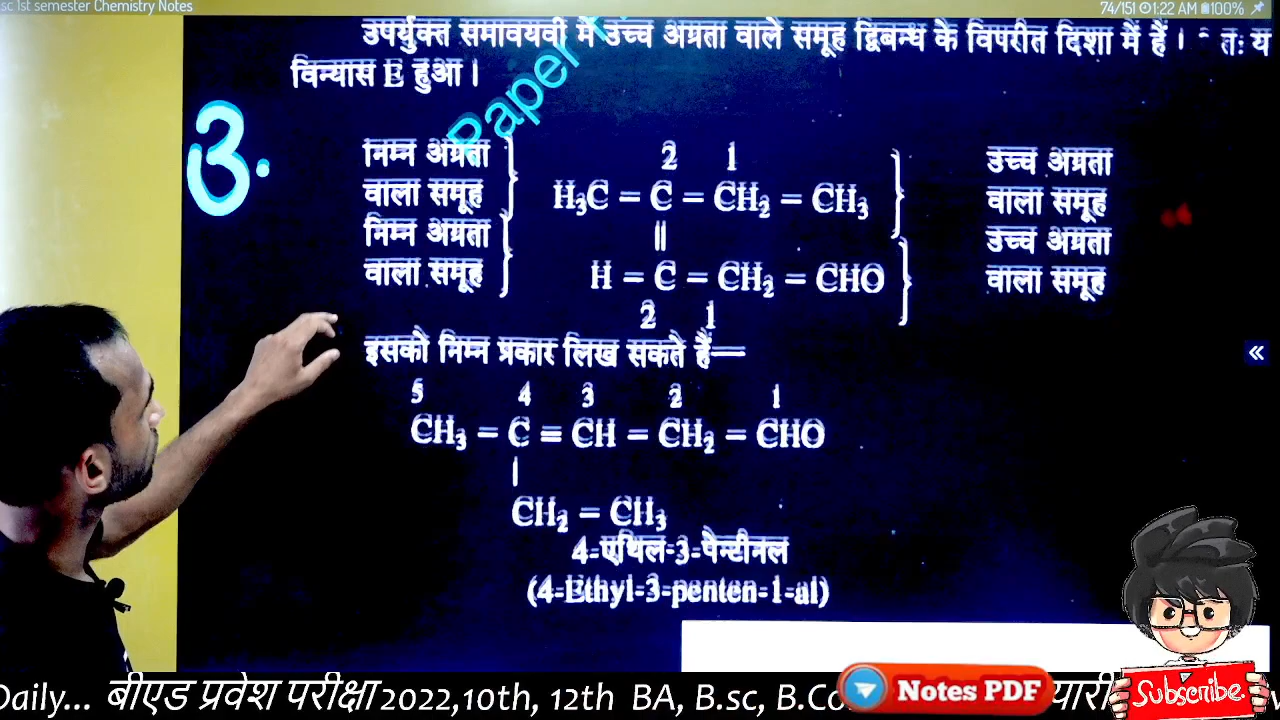 sc 1st semester Chemistry Notes
74/151 1:22 AM 100%
उपर्युक्त समावयवी में उच्च अग्रता वाले समूह द्विबन्ध के विपरीत दिशा में हैं।
विन्यास E हुआ।
Paper
3.
निम्न अग्रता
वाला समूह
2 1
H₃C = C = CH₂ = CH₃
उच्च अग्रता
वाला समूह
||
निम्न अग्रता
वाला समूह
H = C = CH₂ = CHO
2 1
उच्च अग्रता
वाला समूह
इसको निम्न प्रकार लिख सकते हैं—
5 4 3 2 1
CH₃ = C ≡ CH = CH₂ = CHO
|
CH₂ = CH₃
4-एथिल-3-पेन्टीनल
(4-Ethyl-3-penten-1-al)
Daily... बीएड प्रवेश परीक्षा 2022,10th, 12th BA, B.sc, B.Co
Notes PDF
Subscribe